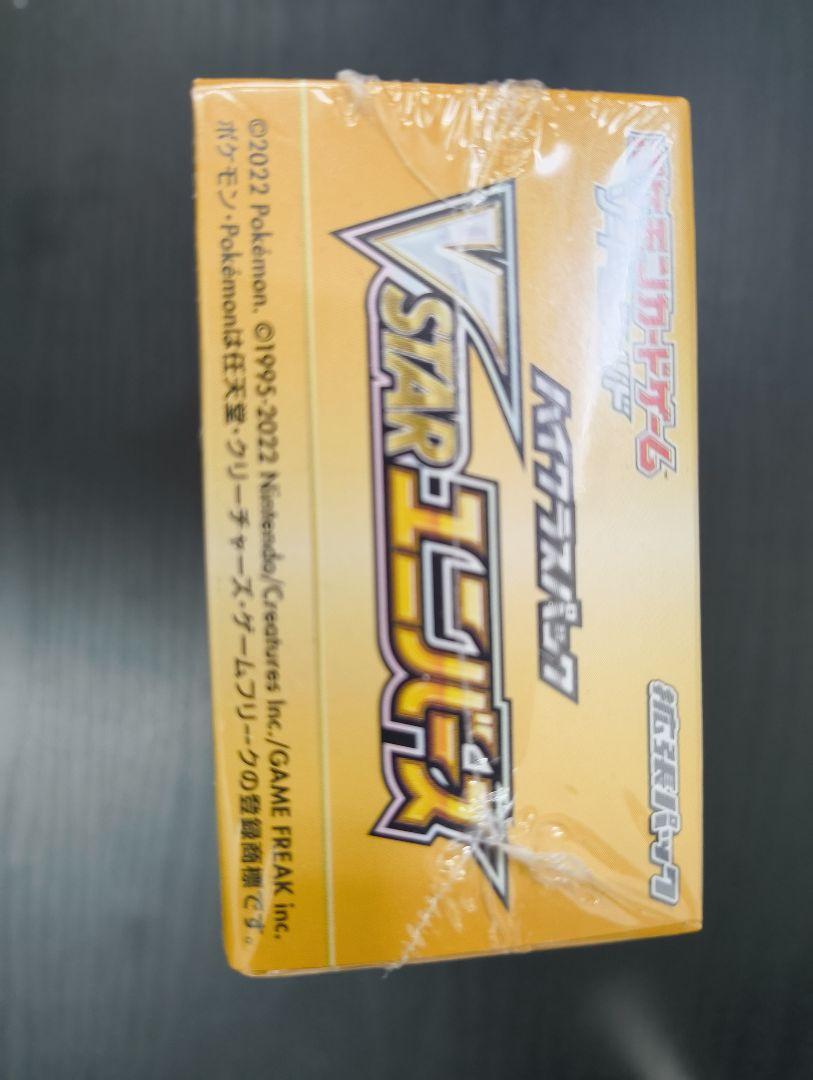 ポケモンカードゲーム
ソード&シールド
拡張パック
ハイクラスパック
VSTARユニバース
©2022 Pokémon. ©1995-2022 Nintendo/Creatures Inc./GAME FREAK inc.
ポケモン・Pokémonは任天堂・クリーチャーズ・ゲームフリークの登録商標です。